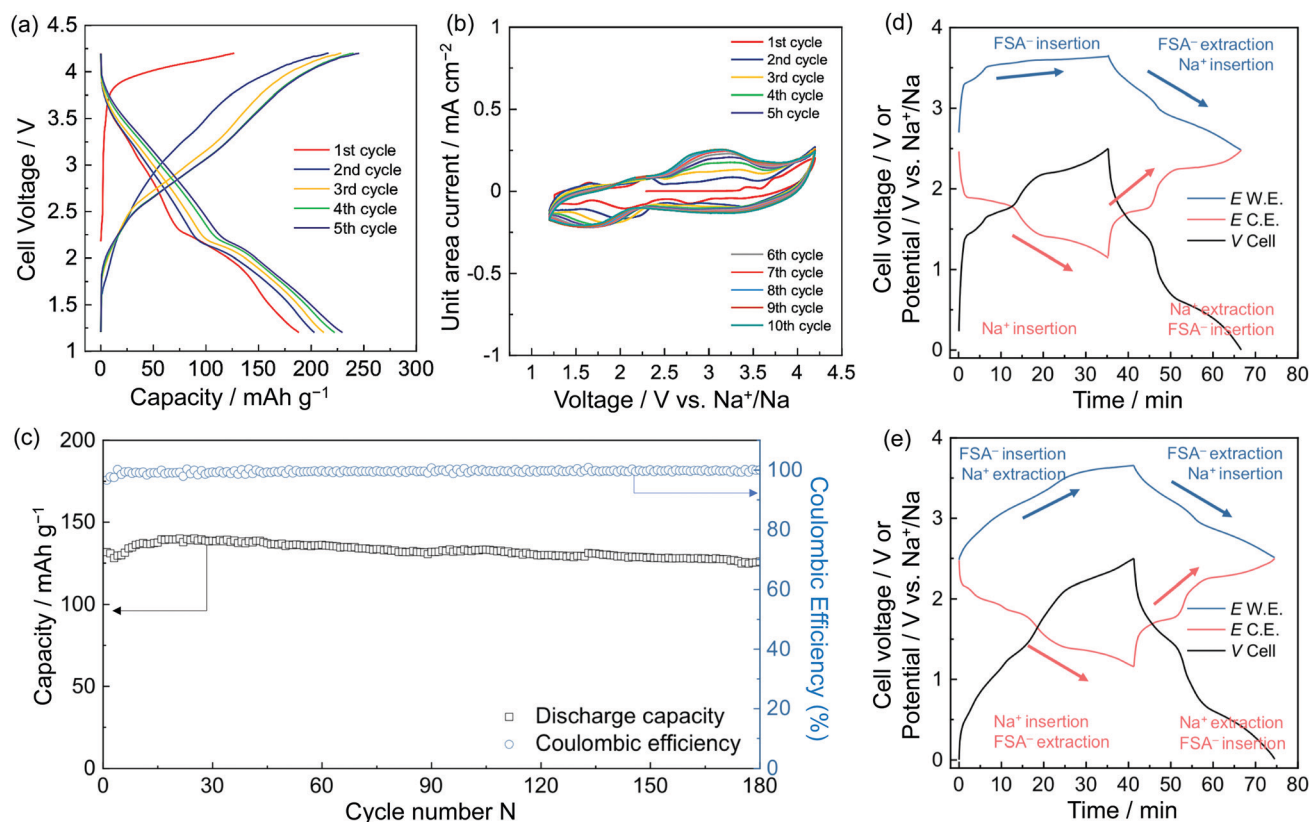 (a)
4.5
4
3.5
3
2.5
2
1.5
1
Cell Voltage / V
1st cycle
2nd cycle
3rd cycle
4th cycle
5th cycle
0 50 100 150 200 250 300
Capacity / mAh g⁻¹
(b)
1
0.5
0
-0.5
-1
Unit area current / mA cm⁻²
1st cycle
2nd cycle
3rd cycle
4th cycle
5h cycle
6th cycle
7th cycle
8th cycle
9th cycle
10th cycle
1 1.5 2 2.5 3 3.5 4 4.5
Voltage / V vs. Na⁺/Na
(c)
200
150
100
50
0
Capacity / mAh g⁻¹
100
80
60
40
20
0
Coulombic Efficiency (%)
Discharge capacity
Coulombic efficiency
0 30 60 90 120 150 180
Cycle number N
(d)
4
3
2
1
0
Cell voltage / V or
Potential / V vs. Na⁺/Na
FSA⁻ insertion
FSA⁻ extraction
Na⁺ insertion
E W.E.
E C.E.
V Cell
Na⁺ insertion
Na⁺ extraction
FSA⁻ insertion
0 10 20 30 40 50 60 70 80
Time / min
(e)
4
3
2
1
0
Cell voltage / V or
Potential / V vs. Na⁺/Na
FSA⁻ insertion
Na⁺ extraction
FSA⁻ extraction
Na⁺ insertion
E W.E.
E C.E.
V Cell
Na⁺ insertion
FSA⁻ extraction
Na⁺ extraction
FSA⁻ insertion
0 10 20 30 40 50 60 70 80
Time / min